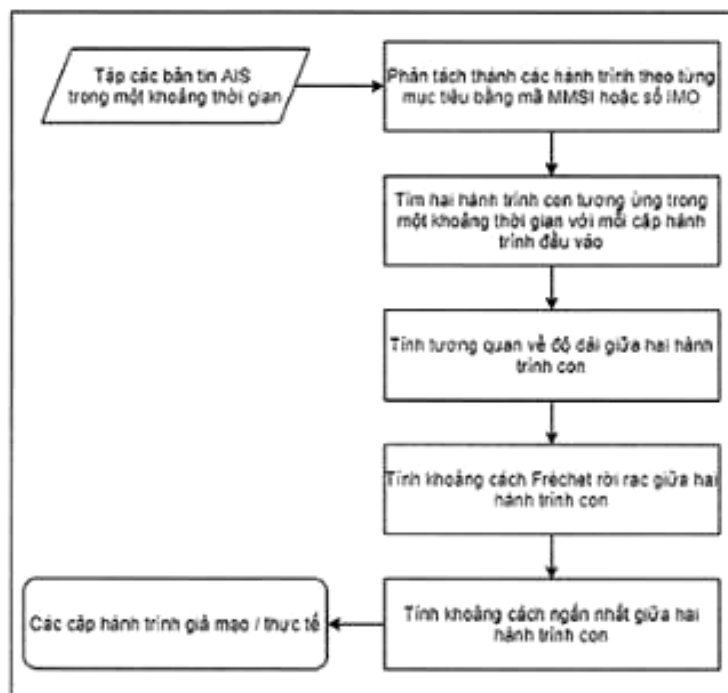 Tập các bản tin AIS
trong một khoảng thời gian
Phân tách thành các hành trình theo từng
mục tiêu bằng mã MMSI hoặc số IMO
Tìm hai hành trình con tương ứng trong
một khoảng thời gian với mỗi cặp hành
trình đầu vào
Tính tương quan về độ dài giữa hai hành
trình con
Tính khoảng cách Fréchet rời rạc giữa hai
hành trình con
Tính khoảng cách ngắn nhất giữa hai
hành trình con
Các cặp hành trình giả mạo / thực tế